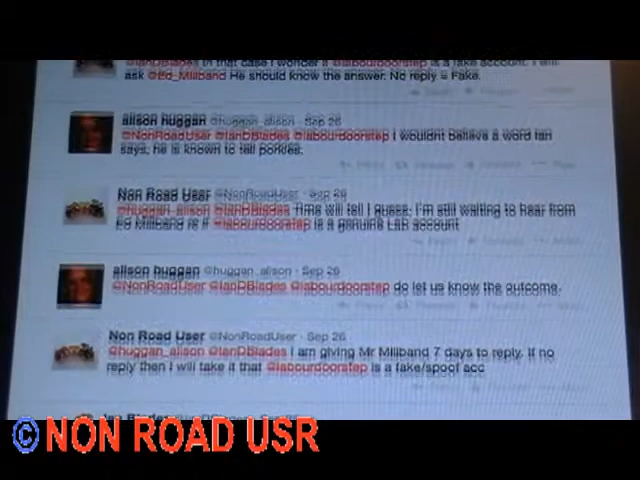 @IanDBlades In that case I wonder if @labourdoorstep is a fake account. I will
ask @Ed_Miliband He should know the answer. No reply = Fake.
alison huggan @huggan_alison · Sep 26
@NonRoadUser @IanDBlades @labourdoorstep I wouldnt believe a word Ian
says, he is known to tell porkies.
Non Road User @NonRoadUser · Sep 26
@huggan_alison @IanDBlades Time will tell I guess; I'm still waiting to hear from
Ed Miliband re if @labourdoorstep is a genuine Lab account
alison huggan @huggan_alison · Sep 26
@NonRoadUser @IanDBlades @labourdoorstep do let us know the outcome.
Non Road User @NonRoadUser · Sep 26
@huggan_alison @IanDBlades I am giving Mr Miliband 7 days to reply. If no
reply then I will take it that @labourdoorstep is a fake/spoof acc
© NON ROAD USR